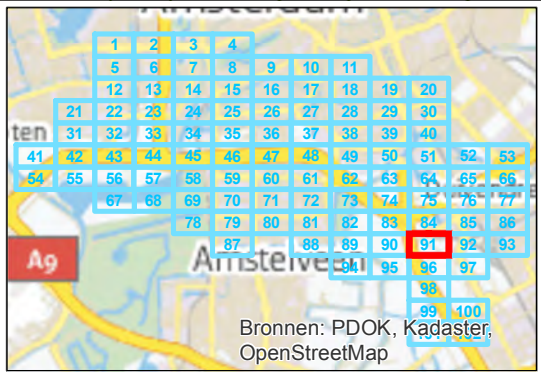 Amsterdam
1 2 3 4
5 6 7 8 9 10 11
12 13 14 15 16 17 18 19 20
21 22 23 24 25 26 27 28 29 30
ten 31 32 33 34 35 36 37 38 39 40
41 42 43 44 45 46 47 48 49 50 51 52 53
54 55 56 57 58 59 60 61 62 63 64 65 66
67 68 69 70 71 72 73 74 75 76 77
78 79 80 81 82 83 84 85 86
87 88 89 90 91 92 93
A9 Amstelveen
94 95 96 97
98
99 100
Bronnen: PDOK, Kadaster,
OpenStreetMap